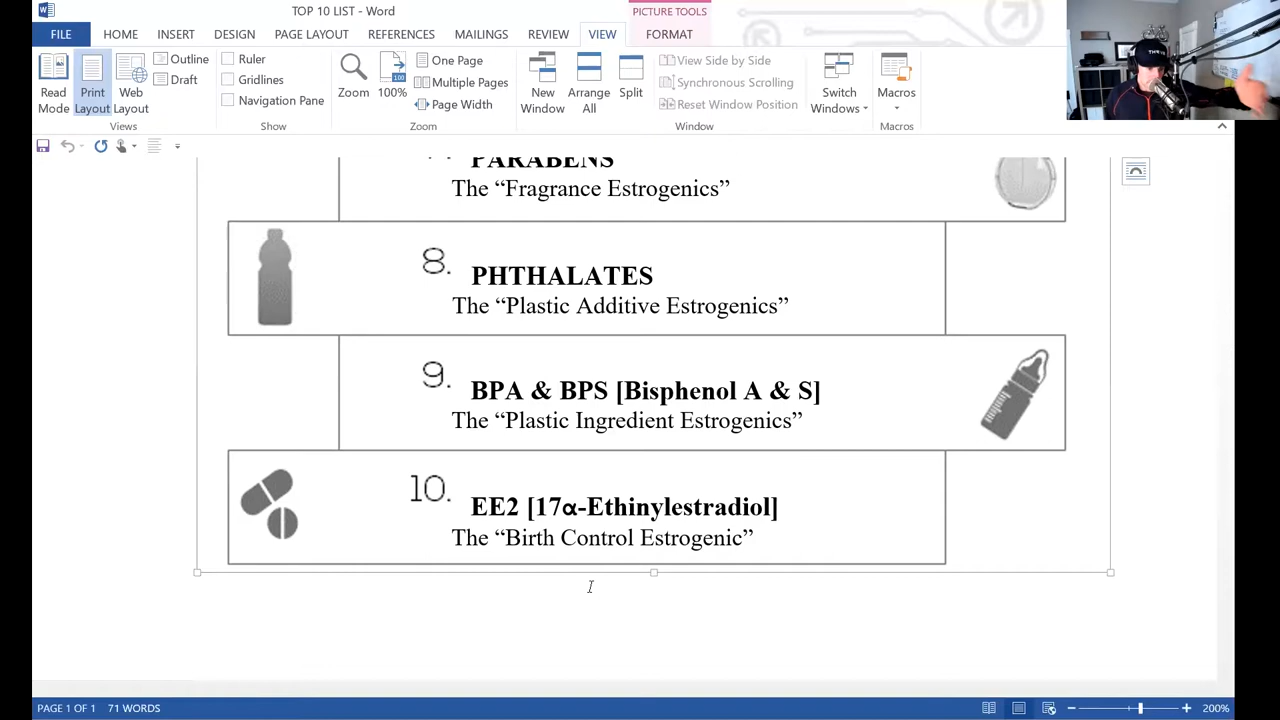 TOP 10 LIST - Word
PICTURE TOOLS
FILE
HOME
INSERT
DESIGN
PAGE LAYOUT
REFERENCES
MAILINGS
REVIEW
VIEW
FORMAT
Read Mode
Print Layout
Web Layout
Outline
Draft
Views
Ruler
Gridlines
Navigation Pane
Show
Zoom
100
100%
One Page
Multiple Pages
Page Width
Zoom
New Window
Arrange All
Split
View Side by Side
Synchronous Scrolling
Reset Window Position
Window
Switch Windows
Macros
Macros
PARABENS
The “Fragrance Estrogenics”
8. PHTHALATES
The “Plastic Additive Estrogenics”
9. BPA & BPS [Bisphenol A & S]
The “Plastic Ingredient Estrogenics”
10. EE2 [17α-Ethinylestradiol]
The “Birth Control Estrogenic”
PAGE 1 OF 1 71 WORDS
200%